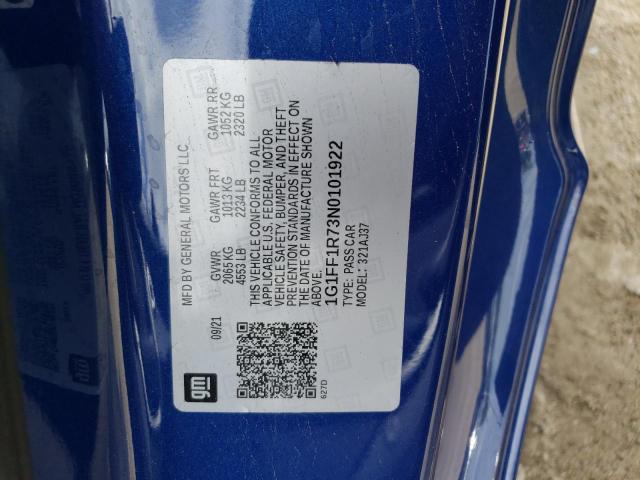 gm
MFD BY GENERAL MOTORS LLC
09/21
GVWR GAWR FRT GAWR RR
2065 KG 1013 KG 1052 KG
4553 LB 2234 LB 2320 LB
THIS VEHICLE CONFORMS TO ALL
APPLICABLE U.S. FEDERAL MOTOR
VEHICLE SAFETY, BUMPER, AND THEFT
PREVENTION STANDARDS IN EFFECT ON
THE DATE OF MANUFACTURE SHOWN
ABOVE.
1G1FF1R73N0101922
TYPE: PASS CAR
MODEL: 321AJ37
627D